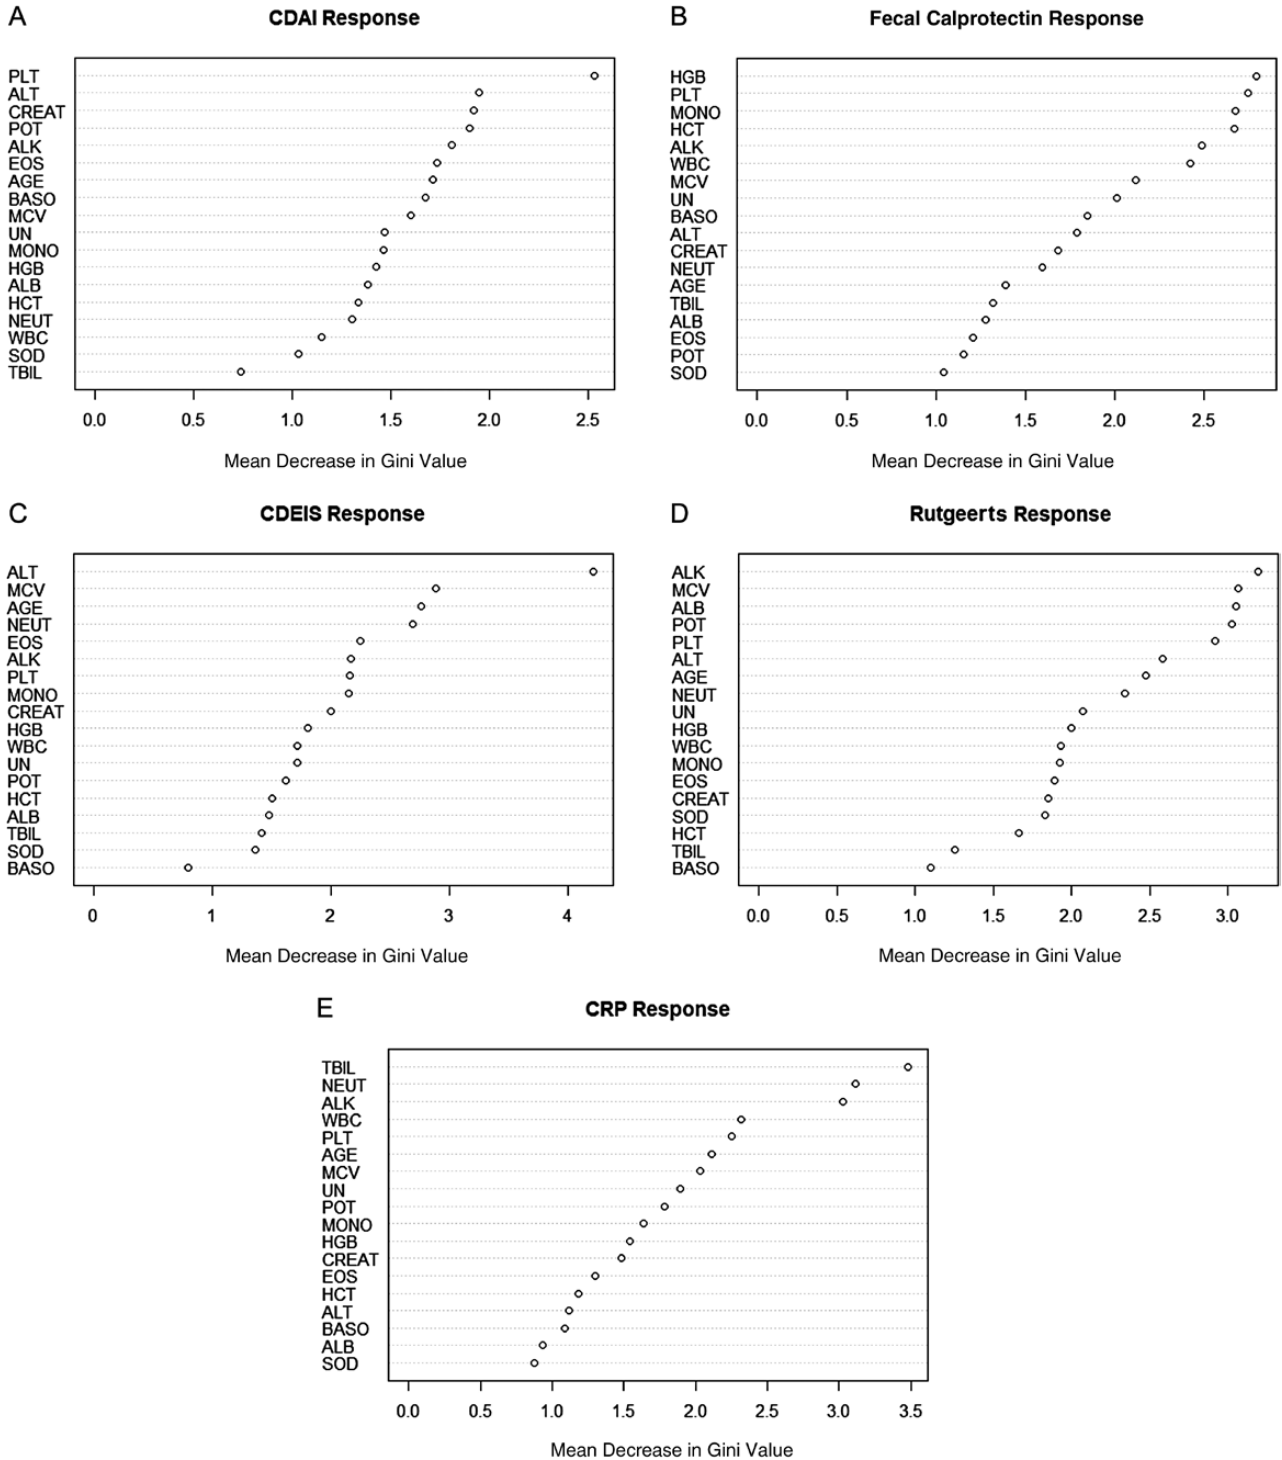 A
CDAI Response
PLT
ALT
CREAT
POT
ALK
EOS
AGE
BASO
MCV
UN
MONO
HGB
ALB
HCT
NEUT
WBC
SOD
TBIL
0.0 0.5 1.0 1.5 2.0 2.5
Mean Decrease in Gini Value
B
Fecal Calprotectin Response
HGB
PLT
MONO
HCT
ALK
WBC
MCV
UN
BASO
ALT
CREAT
NEUT
AGE
TBIL
ALB
EOS
POT
SOD
0.0 0.5 1.0 1.5 2.0 2.5
Mean Decrease in Gini Value
C
CDEIS Response
ALT
MCV
AGE
NEUT
EOS
ALK
PLT
MONO
CREAT
HGB
WBC
UN
POT
HCT
ALB
TBIL
SOD
BASO
0 1 2 3 4
Mean Decrease in Gini Value
D
Rutgeerts Response
ALK
MCV
ALB
POT
PLT
ALT
AGE
NEUT
UN
HGB
WBC
MONO
EOS
CREAT
SOD
HCT
TBIL
BASO
0.0 0.5 1.0 1.5 2.0 2.5 3.0
Mean Decrease in Gini Value
E
CRP Response
TBIL
NEUT
ALK
WBC
PLT
AGE
MCV
UN
POT
MONO
HGB
CREAT
EOS
HCT
ALT
BASO
ALB
SOD
0.0 0.5 1.0 1.5 2.0 2.5 3.0 3.5
Mean Decrease in Gini Value